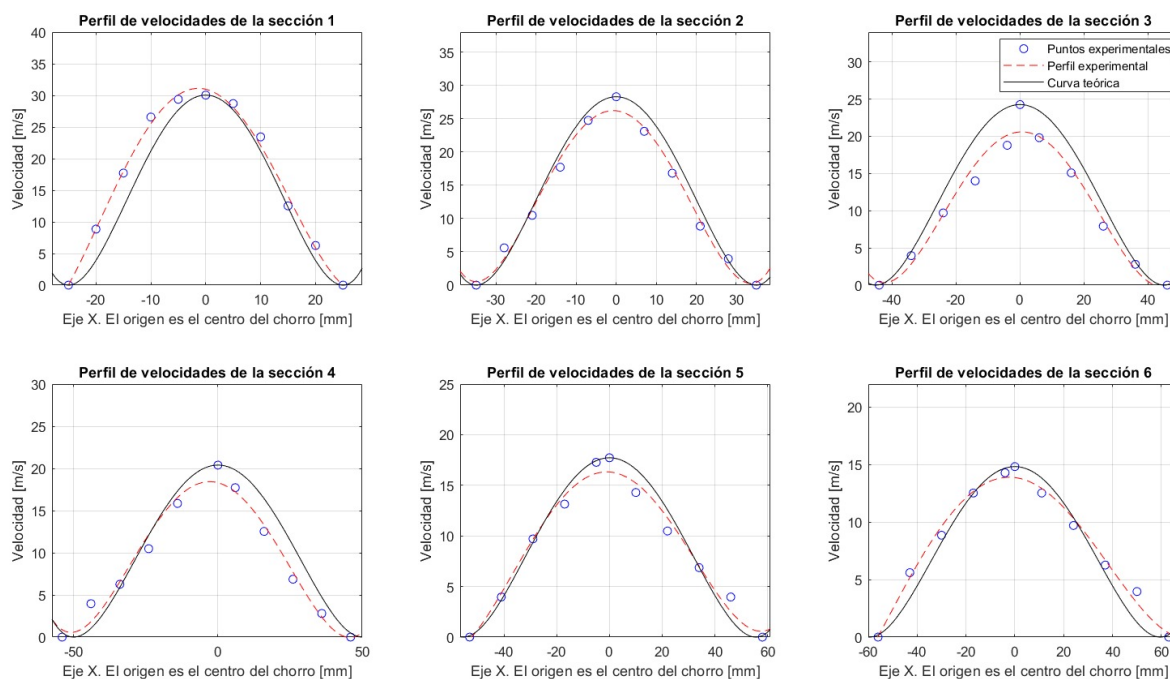 Perfil de velocidades de la sección 1
40
35
30
25
20
15
10
5
0
-20 -10 0 10 20
Velocidad [m/s]
Eje X. El origen es el centro del chorro [mm]
Perfil de velocidades de la sección 2
35
30
25
20
15
10
5
0
-30 -20 -10 0 10 20 30
Velocidad [m/s]
Eje X. El origen es el centro del chorro [mm]
Perfil de velocidades de la sección 3
Puntos experimentales
Perfil experimental
Curva teórica
30
25
20
15
10
5
0
-40 -20 0 20 40
Velocidad [m/s]
Eje X. El origen es el centro del chorro [mm]
Perfil de velocidades de la sección 4
30
25
20
15
10
5
0
-50 0 50
Velocidad [m/s]
Eje X. El origen es el centro del chorro [mm]
Perfil de velocidades de la sección 5
25
20
15
10
5
0
-40 -20 0 20 40 60
Velocidad [m/s]
Eje X. El origen es el centro del chorro [mm]
Perfil de velocidades de la sección 6
20
15
10
5
0
-60 -40 -20 0 20 40 60
Velocidad [m/s]
Eje X. El origen es el centro del chorro [mm]